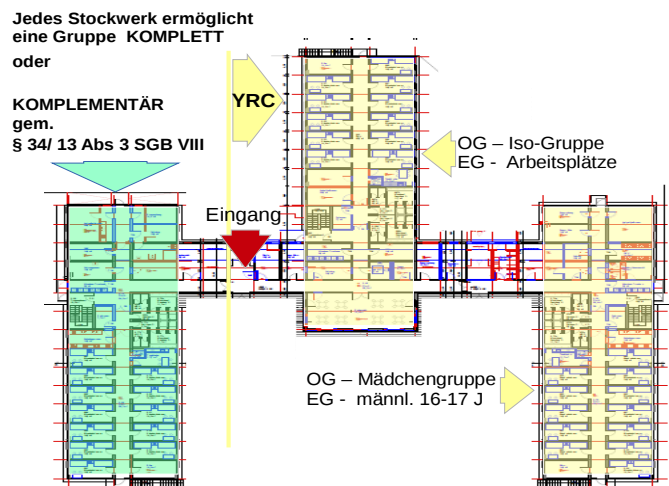 Jedes Stockwerk ermöglicht
eine Gruppe KOMPLETT
oder
KOMPLEMENTÄR
gem.
§ 34/ 13 Abs 3 SGB VIII
YRC
OG – Iso-Gruppe
EG - Arbeitsplätze
Eingang
OG – Mädchengruppe
EG - männl. 16-17 J